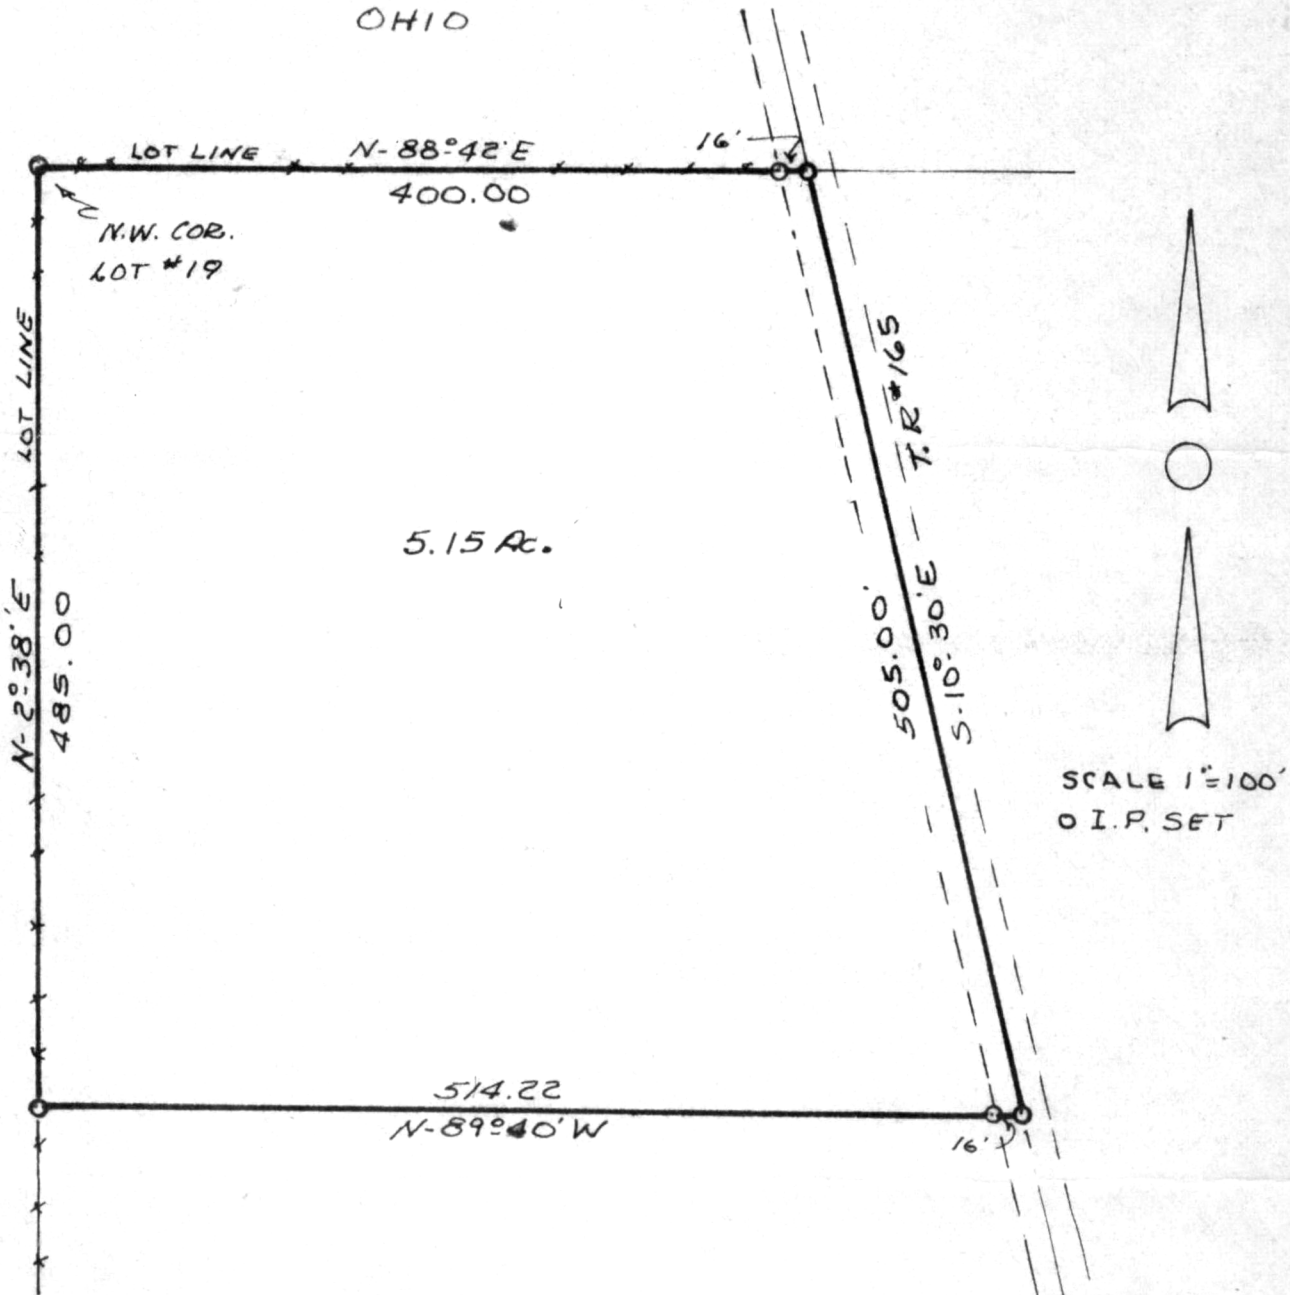 OHIO
LOT LINE N-88°42'E
16'
400.00
N.W. COR.
LOT #19
LOT LINE
N-2°38'E
485.00
T.R #165
5.15 Ac.
505.00'
S.10°.30'E
SCALE 1"=100'
O I.P. SET
514.22
N-89°40'W
16'